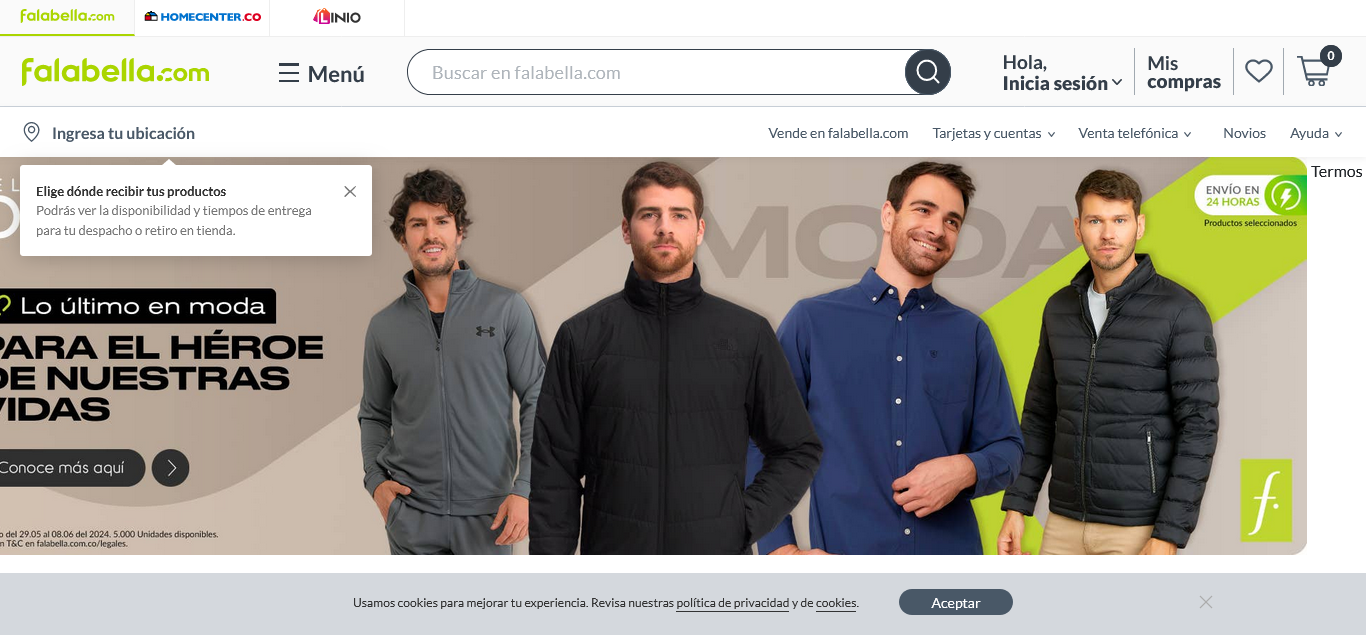 falabella.com
HOMECENTER.CO
LINIO
falabella.com
Menú
Buscar en falabella.com
Hola,
Inicia sesión
Mis
compras
0
Ingresa tu ubicación
Vende en falabella.com
Tarjetas y cuentas
Venta telefónica
Novios
Ayuda
Elige dónde recibir tus productos
Podrás ver la disponibilidad y tiempos de entrega
para tu despacho o retiro en tienda.
MODA
ENVÍO EN
24 HORAS
Productos seleccionados
Termos
Lo último en moda
PARA EL HÉROE
DE NUESTRAS
VIDAS
Conoce más aquí
o del 29.05 al 08.06 del 2024. 5.000 Unidades disponibles.
n T&C en falabella.com.co/legales.
f.
Usamos cookies para mejorar tu experiencia. Revisa nuestras política de privacidad y de cookies.
Aceptar